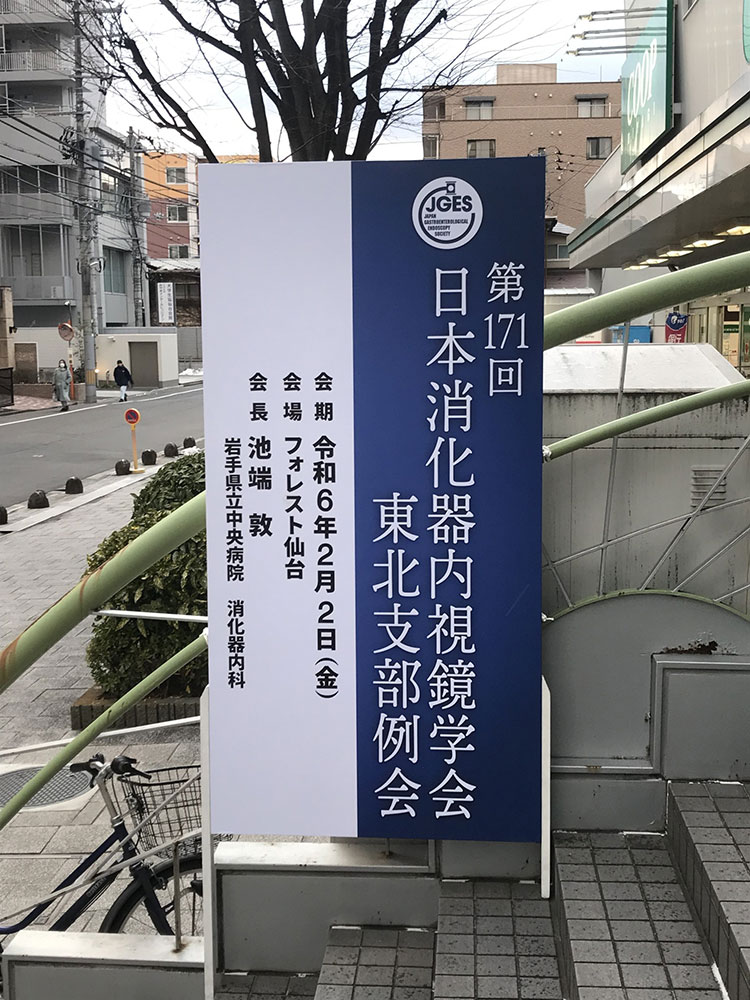 JGES
JAPAN
GASTROENTEROLOGICAL
ENDOSCOPY
SOCIETY
第171回
日本消化器内視鏡学会
東北支部例会
会期 令和6年2月2日(金)
会場 フォレスト仙台
会長 池端 敦
岩手県立中央病院 消化器内科
COOP